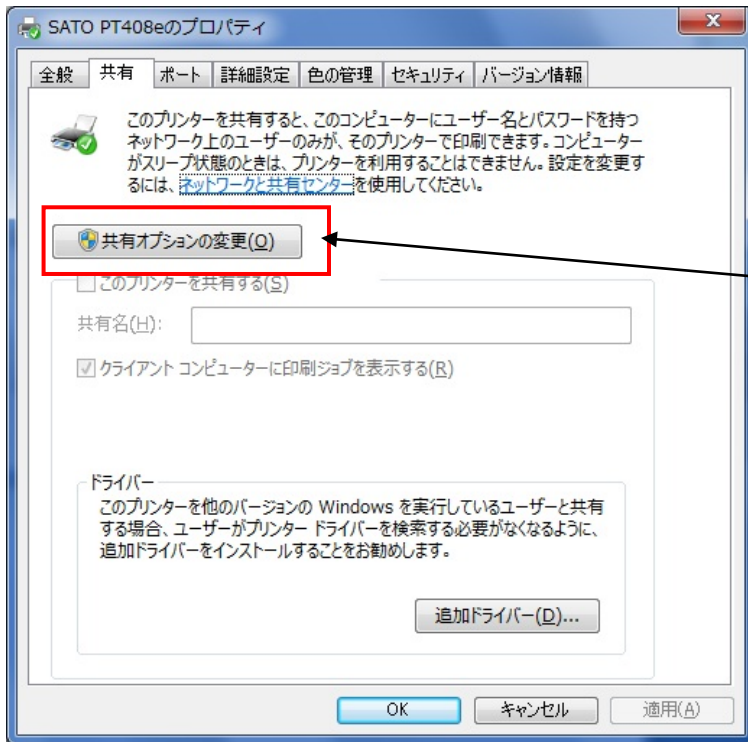 SATO PT408eのプロパティ
全般 共有 ポート 詳細設定 色の管理 セキュリティ バージョン情報
このプリンターを共有すると、このコンピューターにユーザー名とパスワードを持つ
ネットワーク上のユーザーのみが、そのプリンターで印刷できます。コンピューター
がスリープ状態のときは、プリンターを利用することはできません。設定を変更す
るには、ネットワークと共有センターを使用してください。
共有オプションの変更(O)
このプリンターを共有する(S)
共有名(H):
クライアント コンピューターに印刷ジョブを表示する(R)
ドライバー
このプリンターを他のバージョンの Windows を実行しているユーザーと共有
する場合、ユーザーがプリンター ドライバーを検索する必要がなくなるように、
追加ドライバーをインストールすることをお勧めします。
追加ドライバー(D)...
OK キャンセル 適用(A)